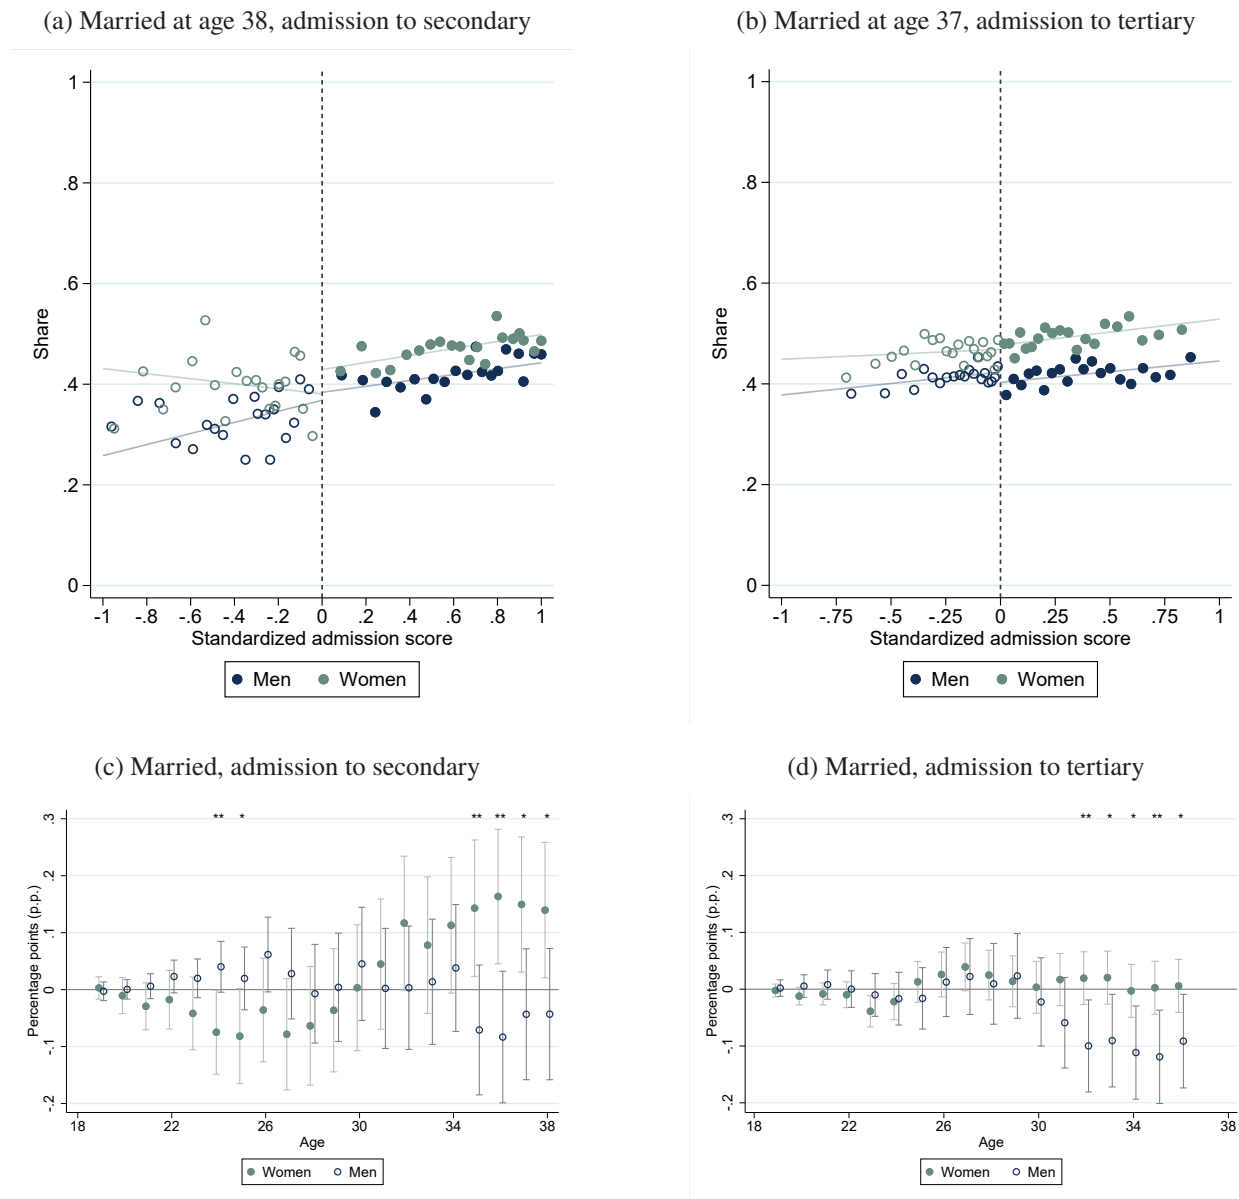 (a) Married at age 38, admission to secondary
1
.8
.6
.4
.2
0
Share
-1 -.8 -.6 -.4 -.2 0 .2 .4 .6 .8 1
Standardized admission score
Men Women
(b) Married at age 37, admission to tertiary
1
.8
.6
.4
.2
0
Share
-1 -.75 -.5 -.25 0 .25 .5 .75 1
Standardized admission score
Men Women
(c) Married, admission to secondary
.3
.2
.1
0
-.1
-.2
Percentage points (p.p.)
** * ** ** * *
18 22 26 30 34 38
Age
Women Men
(d) Married, admission to tertiary
.3
.2
.1
0
-.1
-.2
Percentage points (p.p.)
** * * ** *
18 22 26 30 34 38
Age
Women Men